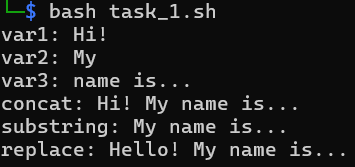 └─$ bash task_1.sh
var1: Hi!
var2: My
var3: name is...
concat: Hi! My name is...
substring: name is...
replace: Hello! My name is...